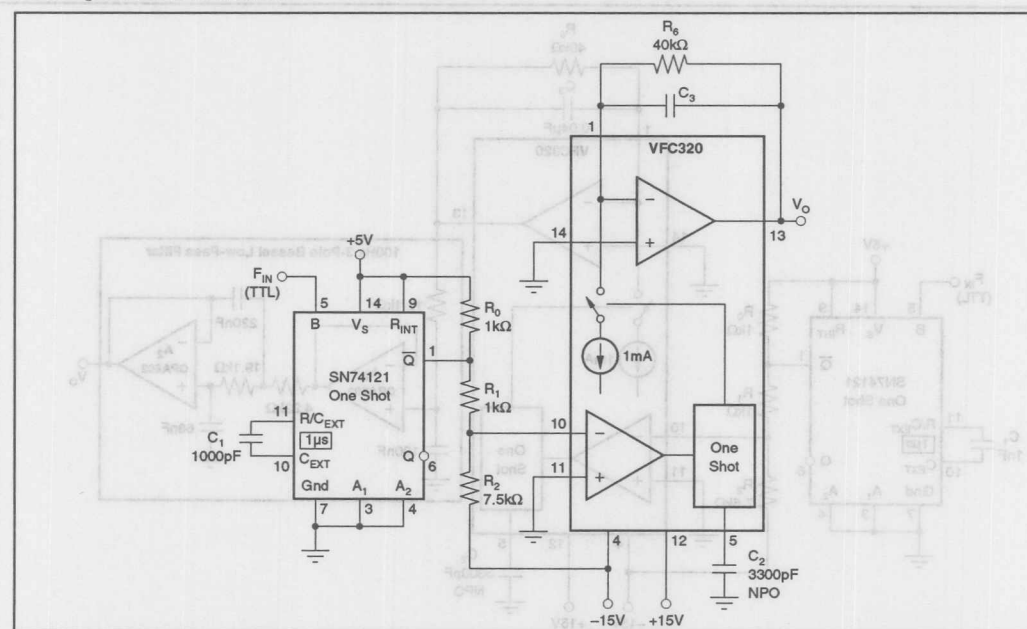 R6
40kΩ
C3
1
VFC320
14
13
VO
+5V
FIN
(TTL)
5
14
9
B
VS
RINT
R0
1kΩ
Q
1
SN74121
One Shot
R1
1kΩ
1mA
11
R/CEXT
1µs
C1
1000pF
10
CEXT
Q
6
10
11
One
Shot
R2
7.5kΩ
Gnd
A1
A2
7
3
4
4
12
5
C2
3300pF
NPO
–15V
+15V